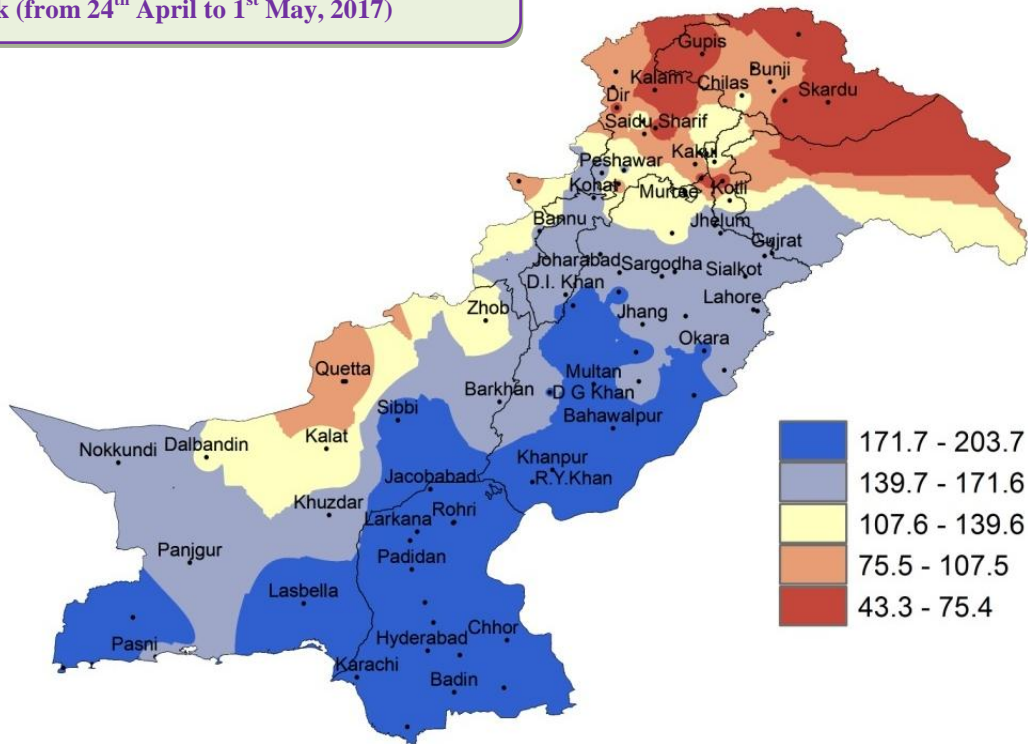 k (from 24th April to 1st May, 2017)
Gupis
Kalam
Chilas
Bunji
Skardu
Dir
Saidu Sharif
Peshawar
Kakul
Kohat
Murree
Kotli
Bannu
Jhelum
Gujrat
Joharabad
Sargodha
Sialkot
D.I. Khan
Lahore
Zhob
Jhang
Okara
Quetta
Multan
Barkhan
D G Khan
Sibbi
Bahawalpur
Kalat
Dalbandin
Nokkundi
Khanpur
Jacobabad
R.Y.Khan
Khuzdar
Larkana
Rohri
Panjgur
Padidan
Lasbella
Pasni
Hyderabad
Chhor
Karachi
Badin
171.7 - 203.7
139.7 - 171.6
107.6 - 139.6
75.5 - 107.5
43.3 - 75.4